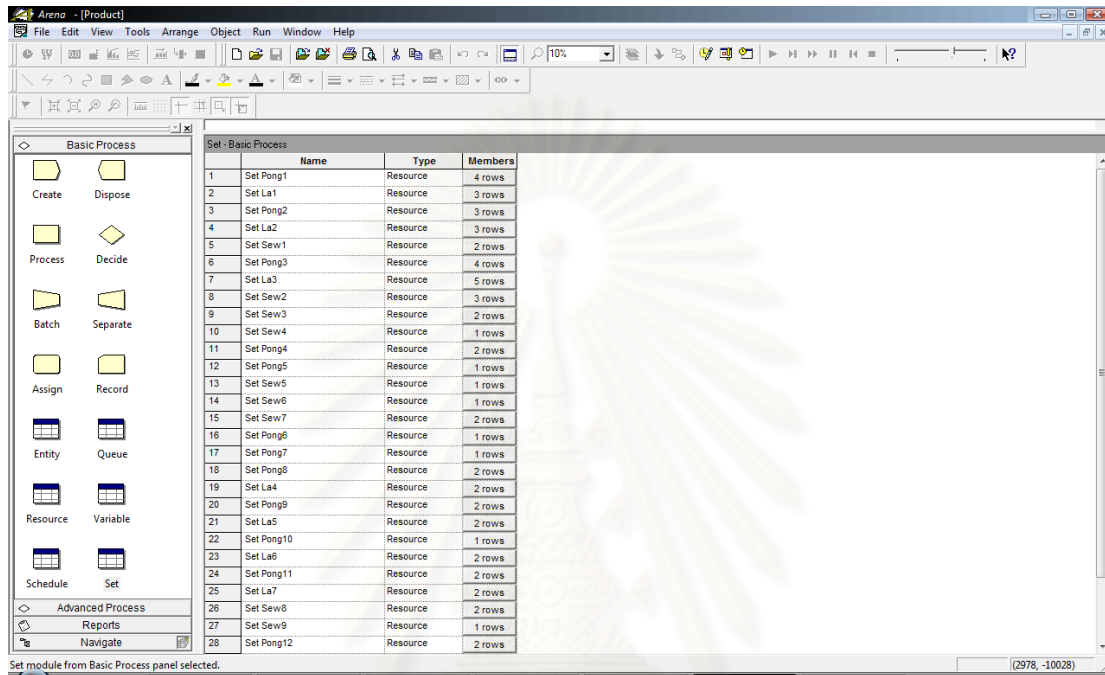 Arena - [Product]
File Edit View Tools Arrange Object Run Window Help
10%
A A
Basic Process
Create Dispose
Process Decide
Batch Separate
Assign Record
Entity Queue
Resource Variable
Schedule Set
Advanced Process
Reports
Navigate
Set - Basic Process
Name Type Members
1 Set Pong1 Resource 4 rows
2 Set La1 Resource 3 rows
3 Set Pong2 Resource 3 rows
4 Set La2 Resource 3 rows
5 Set Sew1 Resource 2 rows
6 Set Pong3 Resource 4 rows
7 Set La3 Resource 5 rows
8 Set Sew2 Resource 3 rows
9 Set Sew3 Resource 2 rows
10 Set Sew4 Resource 1 rows
11 Set Pong4 Resource 2 rows
12 Set Pong5 Resource 1 rows
13 Set Sew5 Resource 1 rows
14 Set Sew6 Resource 1 rows
15 Set Sew7 Resource 2 rows
16 Set Pong6 Resource 1 rows
17 Set Pong7 Resource 1 rows
18 Set Pong8 Resource 2 rows
19 Set La4 Resource 2 rows
20 Set Pong9 Resource 2 rows
21 Set La5 Resource 2 rows
22 Set Pong10 Resource 1 rows
23 Set La6 Resource 2 rows
24 Set Pong11 Resource 2 rows
25 Set La7 Resource 2 rows
26 Set Sew8 Resource 2 rows
27 Set Sew9 Resource 1 rows
28 Set Pong12 Resource 2 rows
Set module from Basic Process panel selected.
(2978, -10028)